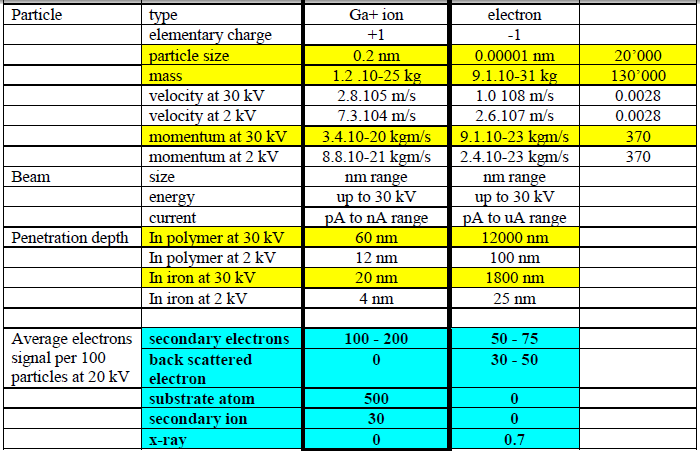 Particle type Ga+ ion electron
elementary charge +1 -1
particle size 0.2 nm 0.00001 nm 20'000
mass 1.2 .10-25 kg 9.1.10-31 kg 130'000
velocity at 30 kV 2.8.105 m/s 1.0 108 m/s 0.0028
velocity at 2 kV 7.3.104 m/s 2.6.107 m/s 0.0028
momentum at 30 kV 3.4.10-20 kgm/s 9.1.10-23 kgm/s 370
momentum at 2 kV 8.8.10-21 kgm/s 2.4.10-23 kgm/s 370
Beam size nm range nm range
energy up to 30 kV up to 30 kV
current pA to nA range pA to uA range
Penetration depth In polymer at 30 kV 60 nm 12000 nm
In polymer at 2 kV 12 nm 100 nm
In iron at 30 kV 20 nm 1800 nm
In iron at 2 kV 4 nm 25 nm
Average electrons secondary electrons 100 - 200 50 - 75
signal per 100 back scattered 0 30 - 50
particles at 20 kV electron
substrate atom 500 0
secondary ion 30 0
x-ray 0 0.7